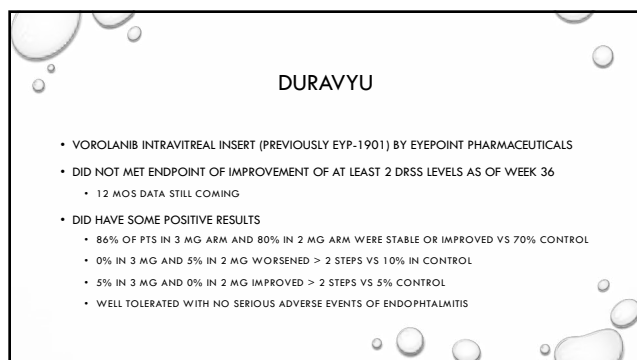 DURAVYU
• VOROLANIB INTRAVITREAL INSERT (PREVIOUSLY EYP-1901) BY EYEPOINT PHARMACEUTICALS
• DID NOT MET ENDPOINT OF IMPROVEMENT OF AT LEAST 2 DRSS LEVELS AS OF WEEK 36
• 12 MOS DATA STILL COMING
• DID HAVE SOME POSITIVE RESULTS
• 86% OF PTS IN 3 MG ARM AND 80% IN 2 MG ARM WERE STABLE OR IMPROVED VS 70% CONTROL
• 0% IN 3 MG AND 5% IN 2 MG WORSENED > 2 STEPS VS 10% IN CONTROL
• 5% IN 3 MG AND 0% IN 2 MG IMPROVED > 2 STEPS VS 5% CONTROL
• WELL TOLERATED WITH NO SERIOUS ADVERSE EVENTS OF ENDOPHTALMITIS